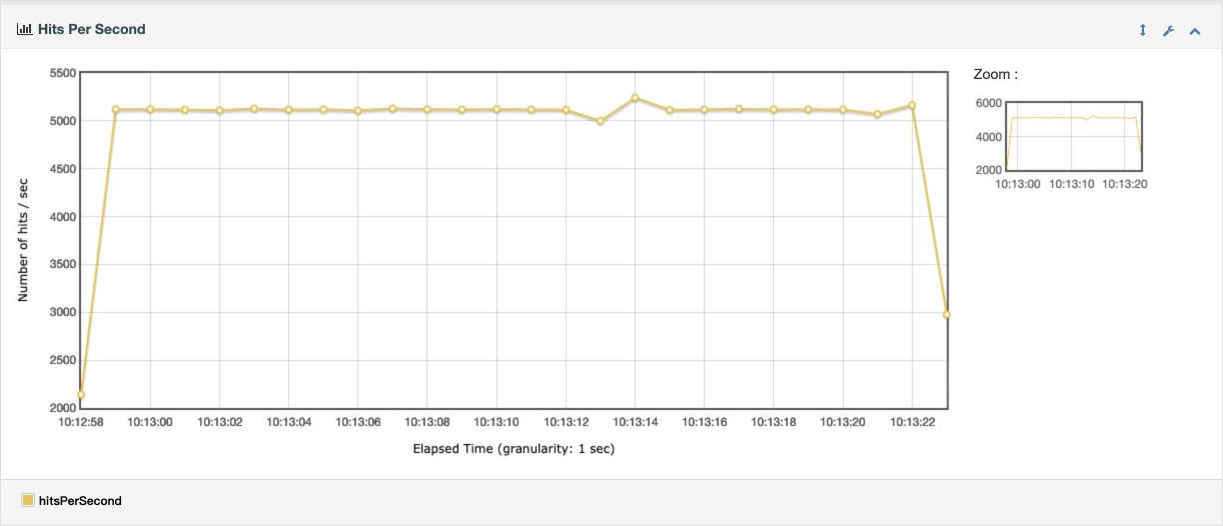 Hits Per Second
Zoom :
5500
5000
4500
4000
3500
3000
2500
2000
Number of hits / sec
10:12:58 10:13:00 10:13:02 10:13:04 10:13:06 10:13:08 10:13:10 10:13:12 10:13:14 10:13:16 10:13:18 10:13:20 10:13:22
Elapsed Time (granularity: 1 sec)
6000
4000
2000
10:13:00 10:13:10 10:13:20
hitsPerSecond